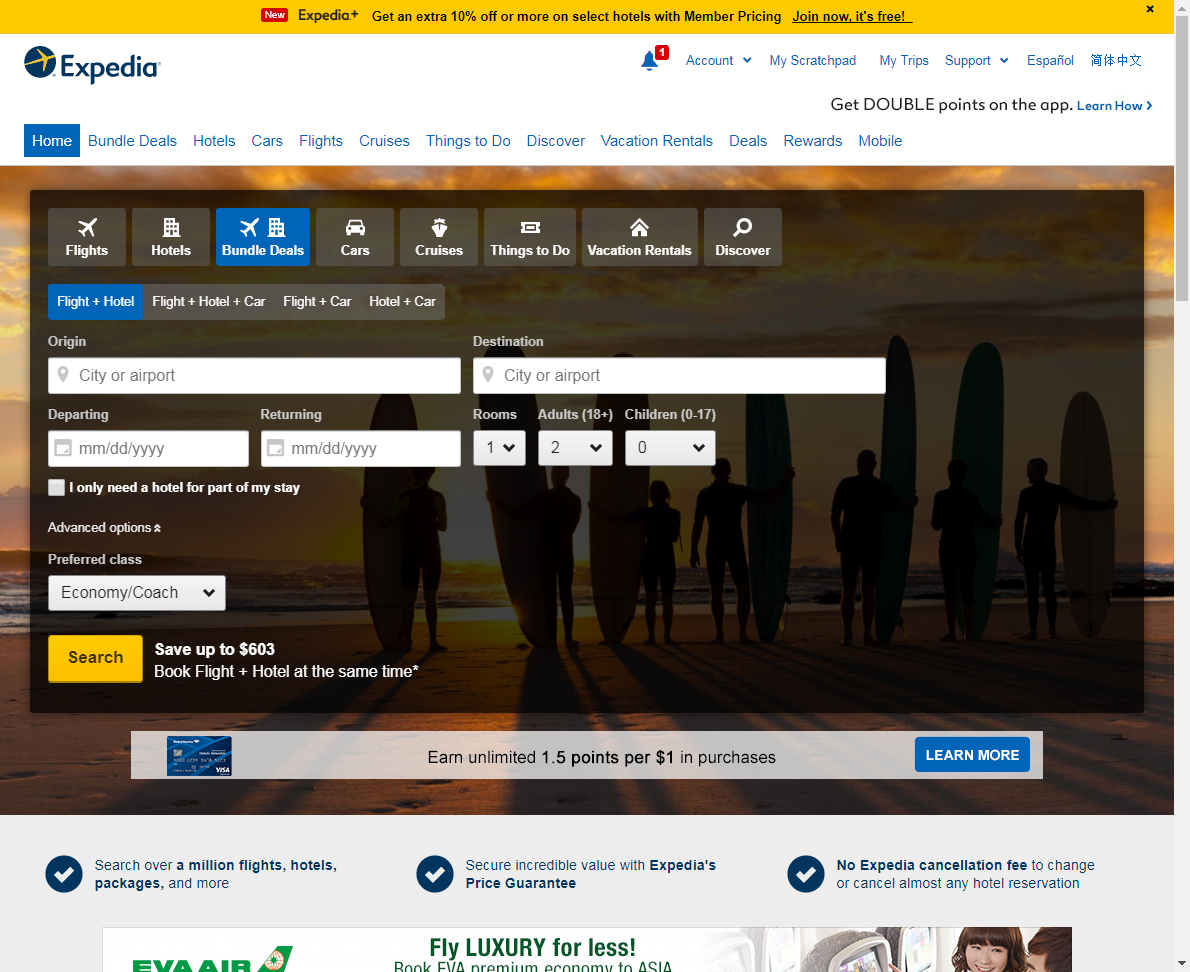 New Expedia+ Get an extra 10% off or more on select hotels with Member Pricing Join now, it's free!
Expedia
1 Account My Scratchpad My Trips Support Español 简体中文
Get DOUBLE points on the app. Learn How
Home Bundle Deals Hotels Cars Flights Cruises Things to Do Discover Vacation Rentals Deals Rewards Mobile
Flights Hotels Bundle Deals Cars Cruises Things to Do Vacation Rentals Discover
Flight + Hotel Flight + Hotel + Car Flight + Car Hotel + Car
Origin Destination
City or airport City or airport
Departing Returning Rooms Adults (18+) Children (0-17)
mm/dd/yyyy mm/dd/yyyy 1 2 0
I only need a hotel for part of my stay
Advanced options
Preferred class
Economy/Coach
Search
Save up to $603
Book Flight + Hotel at the same time*
VISA
Earn unlimited 1.5 points per $1 in purchases
LEARN MORE
Search over a million flights, hotels,
packages, and more
Secure incredible value with Expedia's
Price Guarantee
No Expedia cancellation fee to change
or cancel almost any hotel reservation
EVA AIR
Fly LUXURY for less!
Book EVA premium economy to ASIA